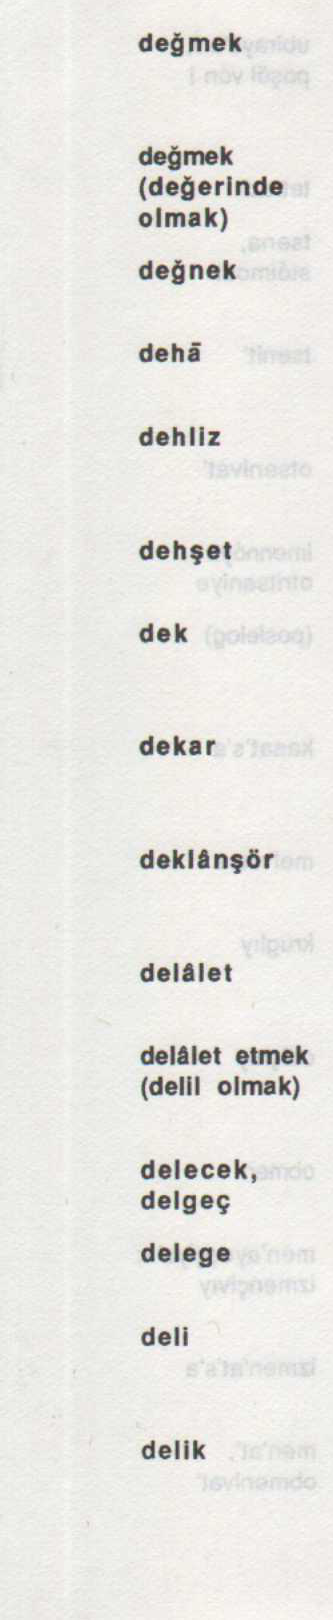 değmek
değmek
(değerinde
olmak)
değnek
dehā
dehliz
dehşet
dek
dekar
deklânşör
delâlet
delâlet etmek
(delil olmak)
delecek,
delgeç
delege
deli
delik